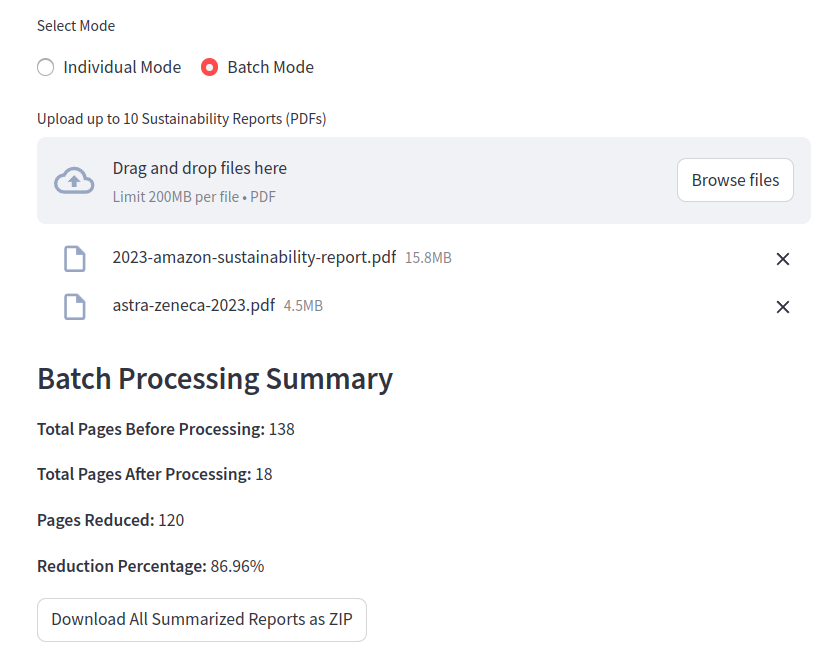 Select Mode
Individual Mode
Batch Mode
Upload up to 10 Sustainability Reports (PDFs)
Drag and drop files here
Limit 200MB per file • PDF
Browse files
2023-amazon-sustainability-report.pdf 15.8MB
astra-zeneca-2023.pdf 4.5MB
Batch Processing Summary
Total Pages Before Processing: 138
Total Pages After Processing: 18
Pages Reduced: 120
Reduction Percentage: 86.96%
Download All Summarized Reports as ZIP